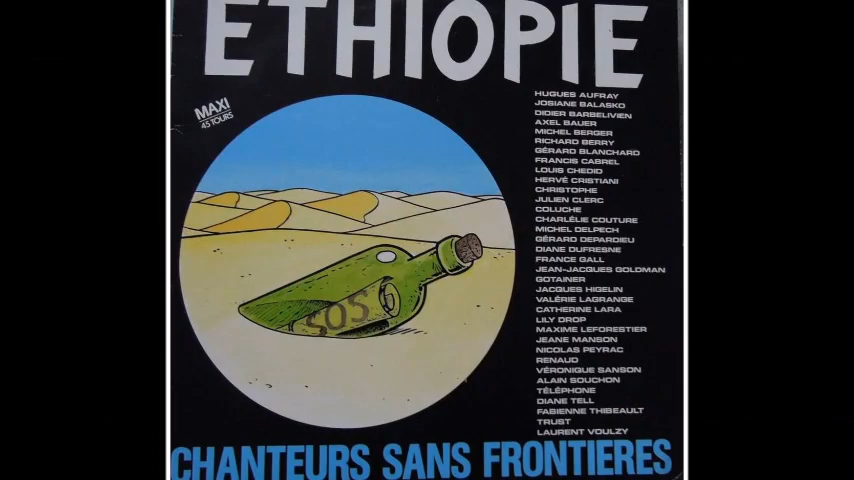 ETHIOPIE
MAXI
45 TOURS
HUGUES AUFRAY
JOSIANE BALASKO
DIDIER BARBELIVIEN
AXEL BAUER
MICHEL BERGER
RICHARD BERRY
GÉRARD BLANCHARD
FRANCIS CABREL
LOUIS CHEDID
HERVÉ CRISTIANI
CHRISTOPHE
JULIEN CLERC
COLUCHE
CHARLÉLIE COUTURE
MICHEL DELPECH
GÉRARD DEPARDIEU
DIANE DUFRESNE
FRANCE GALL
JEAN-JACQUES GOLDMAN
GOTAINER
JACQUES HIGELIN
VALÉRIE LAGRANGE
CATHERINE LARA
LILY DROP
MAXIME LEFORESTIER
JEANE MANSON
NICOLAS PEYRAC
RENAUD
VÉRONIQUE SANSON
ALAIN SOUCHON
TÉLÉPHONE
DIANE TELL
FABIENNE THIBEAULT
TRUST
LAURENT VOULZY
SOS
CHANTEURS SANS FRONTIERES